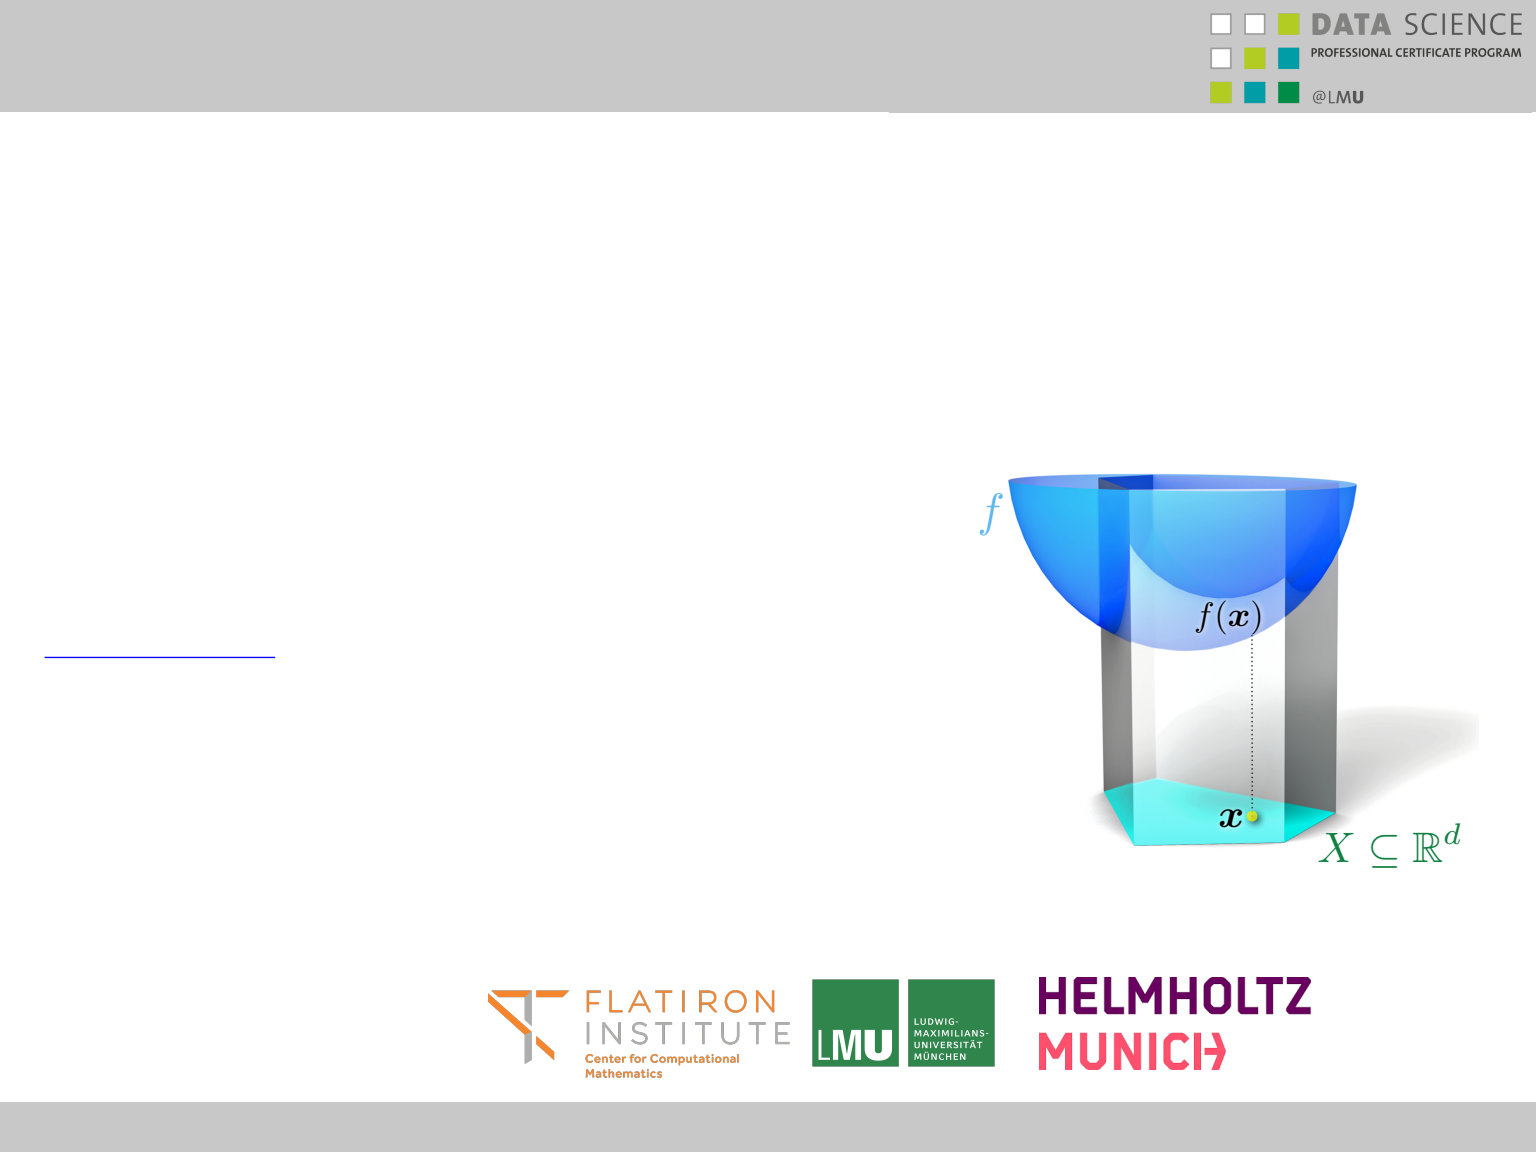 DATA SCIENCE
PROFESSIONAL CERTIFICATE PROGRAM
@LMU
f
f(x)
x
X ⊆ ℝᵈ
FLATIRON
INSTITUTE
Center for Computational
Mathematics
LMU
LUDWIG-
MAXIMILIANS-
UNIVERSITÄT
MÜNCHEN
HELMHOLTZ
MUNICH